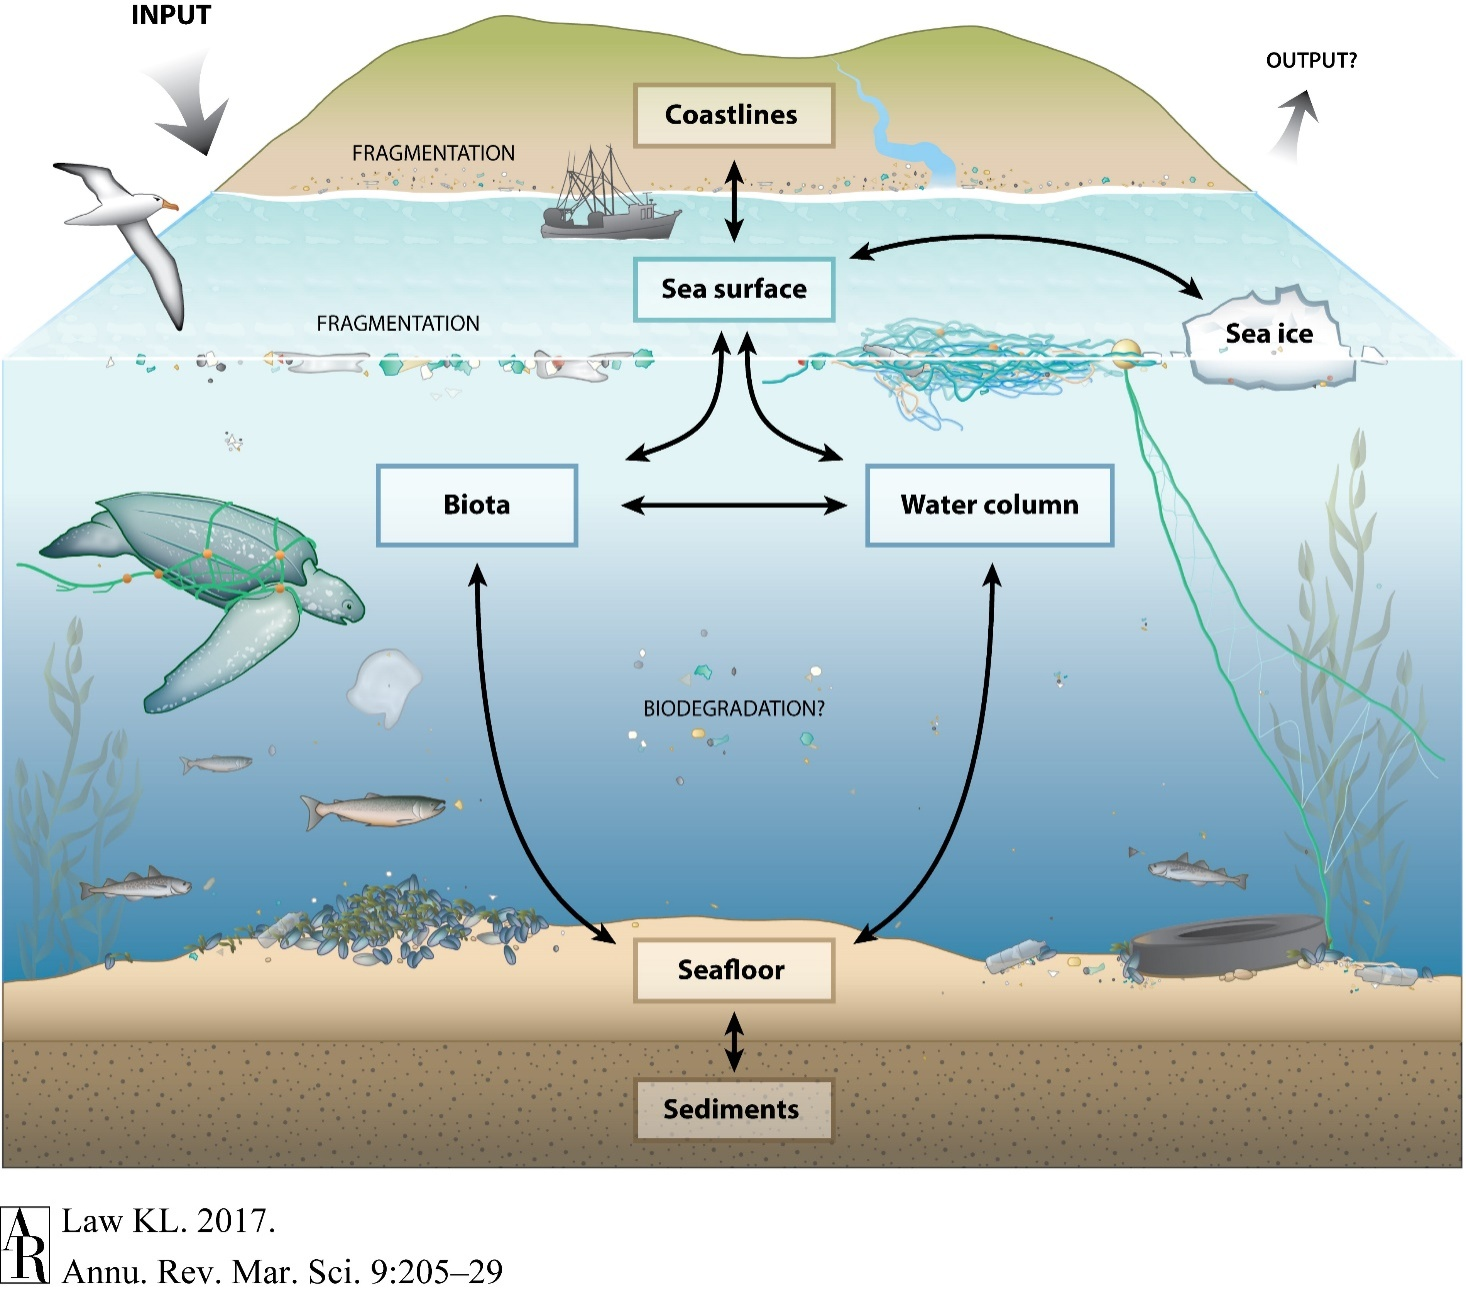 INPUT
OUTPUT?
Coastlines
FRAGMENTATION
Sea surface
FRAGMENTATION
Sea ice
Biota
Water column
BIODEGRADATION?
Seafloor
Sediments
AR
Law KL. 2017.
Annu. Rev. Mar. Sci. 9:205–29